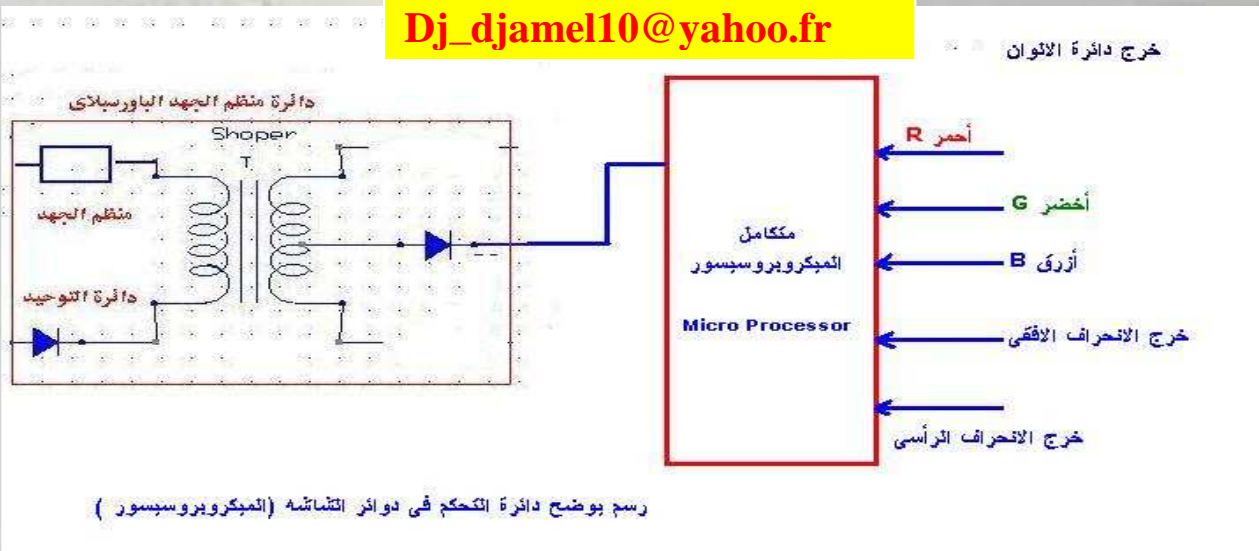 Dj_djamel10@yahoo.fr
خرج دائرة الالوان
دائرة منظم الجهد الباورسبلاى
Shoper
T
منظم الجهد
دائرة التوحيد
أحمر R
أخضر G
أزرق B
خرج الانحراف الافقى
خرج الانحراف الرأسى
متكامل
الميكروبروسيسور
Micro Processor
رسم يوضح دائرة التحكم فى دوائر الشاشه (الميكروبروسيسور )